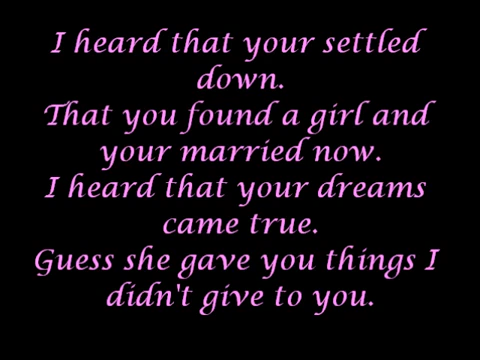 I heard that your settled
down.
That you found a girl and
your married now.
I heard that your dreams
came true.
Guess she gave you things I
didn't give to you.